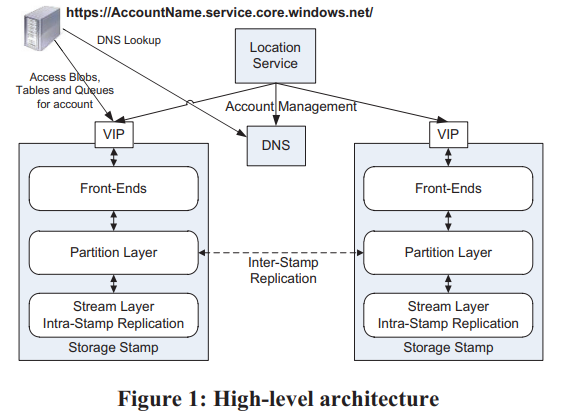 https://AccountName.service.core.windows.net/
DNS Lookup
Location
Service
Access Blobs,
Tables and Queues
for account
Account Management
VIP
DNS
VIP
Front-Ends
Partition Layer
Stream Layer
Intra-Stamp Replication
Storage Stamp
Inter-Stamp
Replication
Front-Ends
Partition Layer
Stream Layer
Intra-Stamp Replication
Storage Stamp
Figure 1: High-level architecture